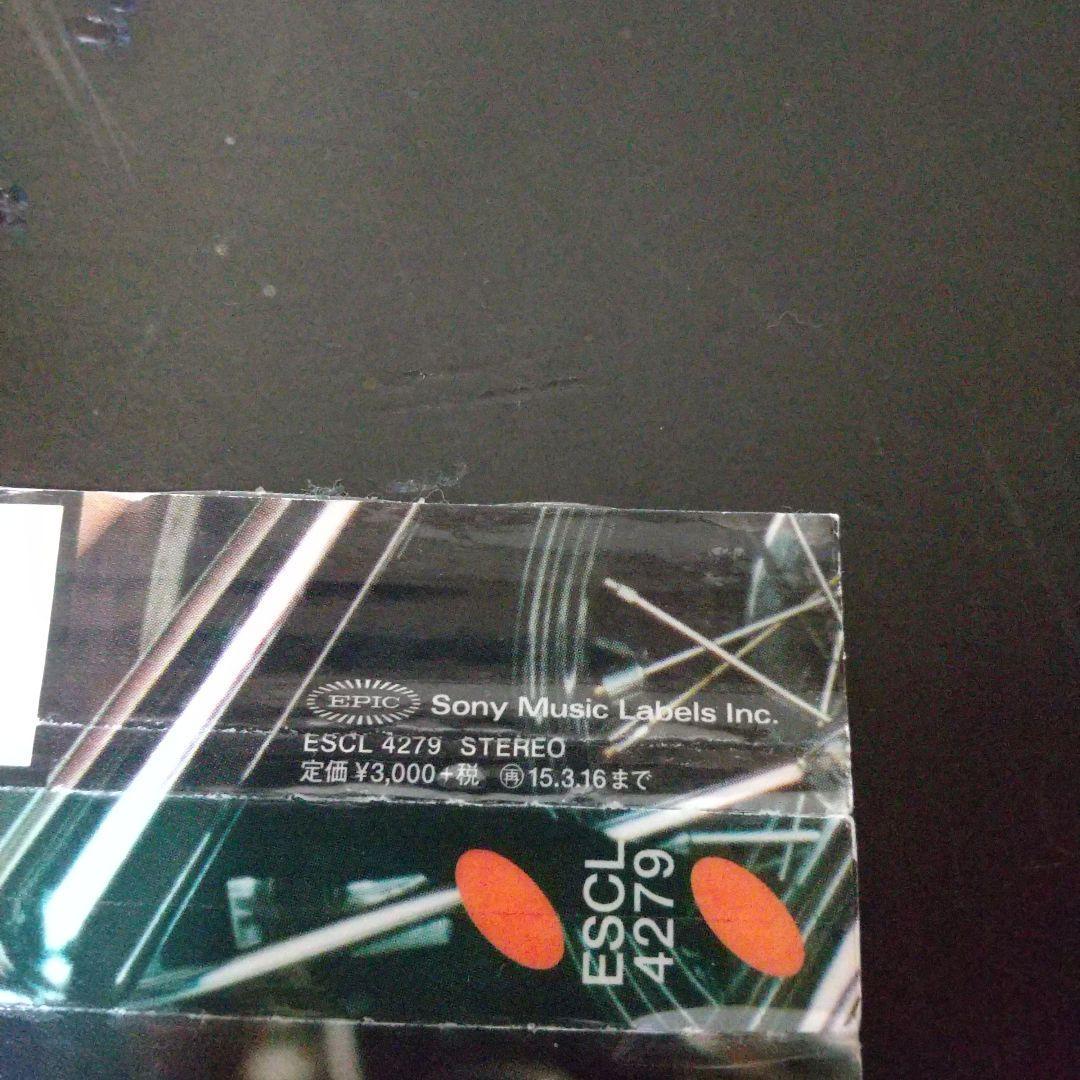 EPIC Sony Music Labels Inc.
ESCL 4279 STEREO
定価 ¥3,000+税 再 15.3.16まで
ESCL
4279